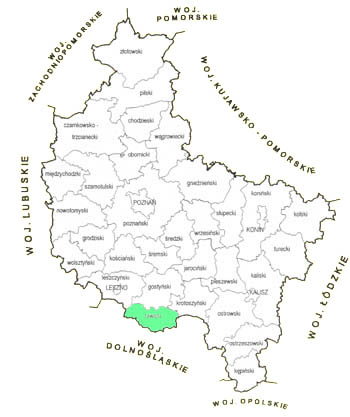 WOJ.
POMORSKIE
WOJ.
ZACHODNIOPOMORSKIE
złotowski
WOJ. KUJAWSKO - POMORSKIE
pilski
chodzieski
czarnkowsko -
trzcianecki
wągrowiecki
obornicki
międzychodzki
szamotulski
gnieźnieński
koniński
WOJ. LUBUSKIE
nowotomyski
POZNAŃ
słupecki
kolski
poznański
KONIN
grodziski
średzki
wrzesiński
turecki
wolsztyński
kościański
śremski
jarociński
kaliski
WOJ. ŁÓDZKIE
leszczyński
LESZNO
gostyński
pleszewski
KALISZ
krotoszyński
ostrowski
WOJ.
DOLNOŚLĄSKIE
ostrzeszowski
kępiński
WOJ. OPOLSKIE